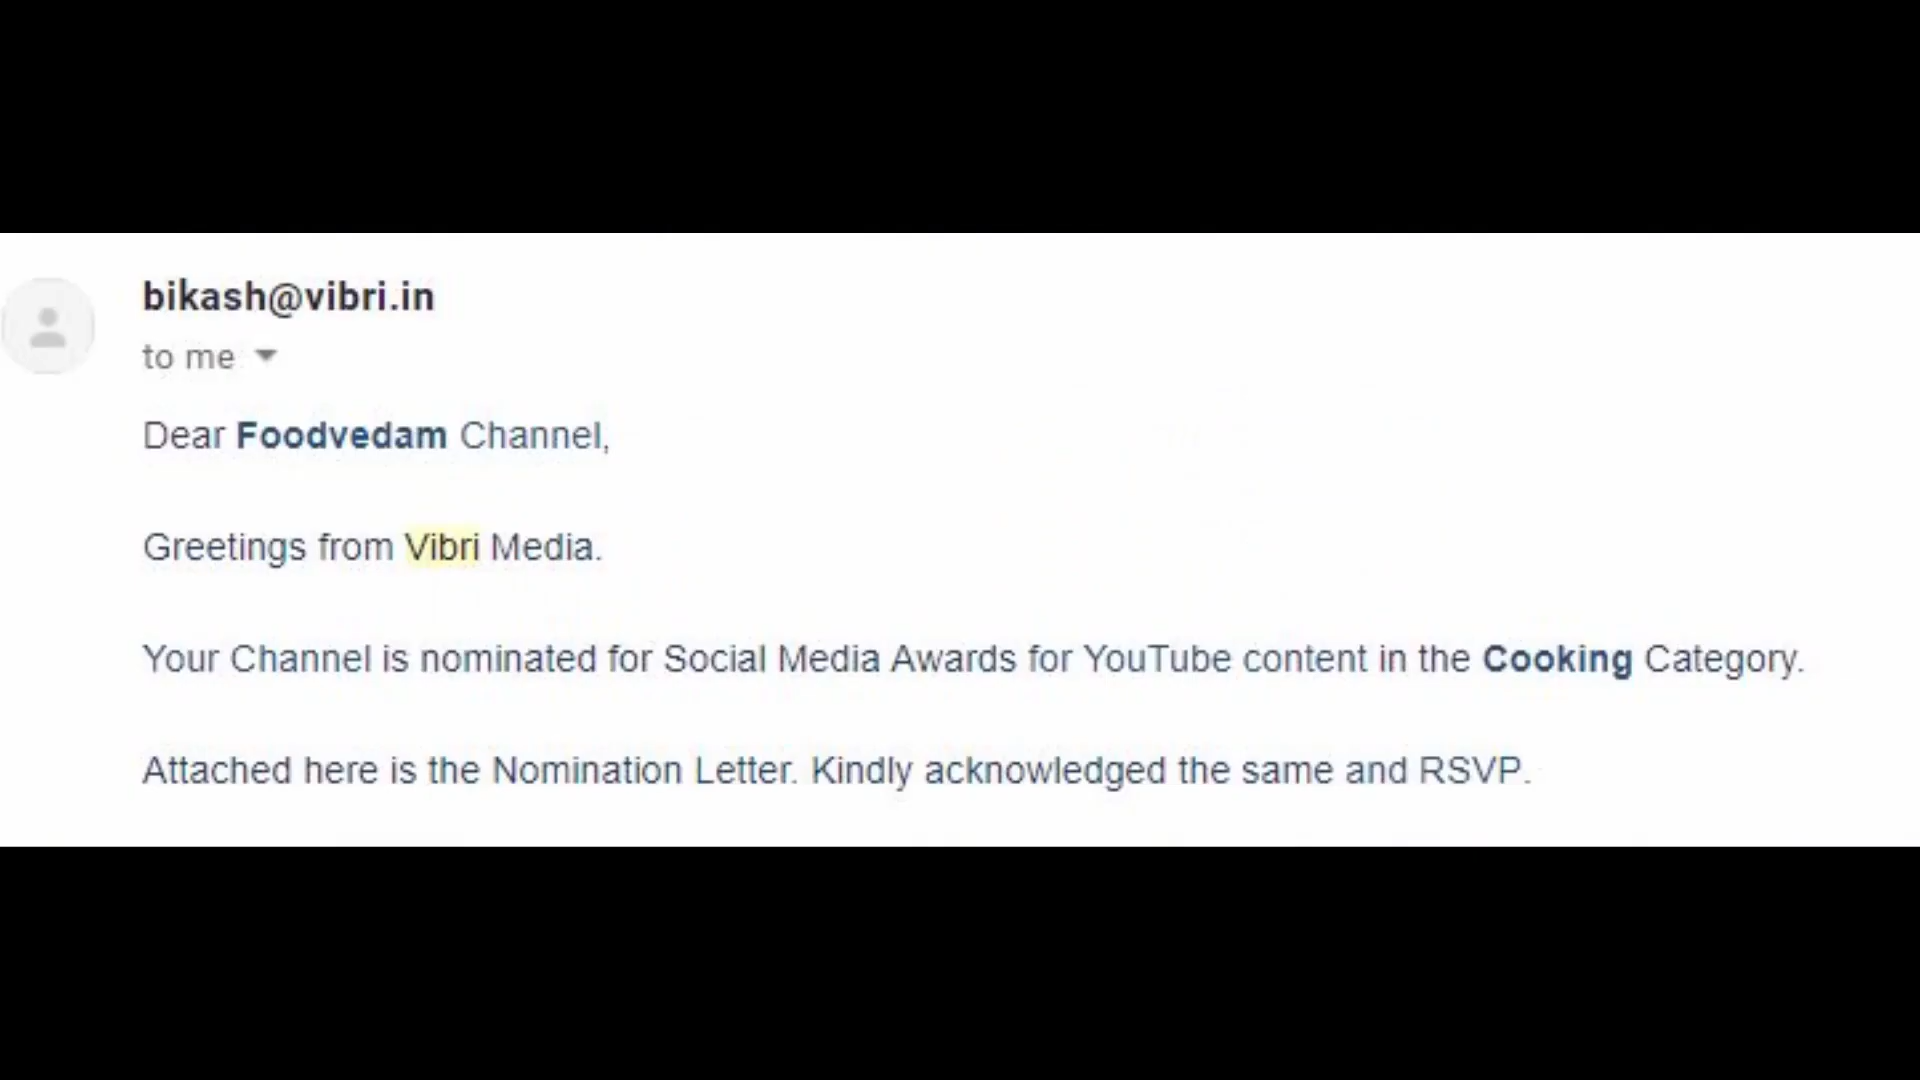 bikash@vibri.in
to me
Dear Foodvedam Channel,
Greetings from Vibri Media.
Your Channel is nominated for Social Media Awards for YouTube content in the Cooking Category.
Attached here is the Nomination Letter. Kindly acknowledged the same and RSVP.